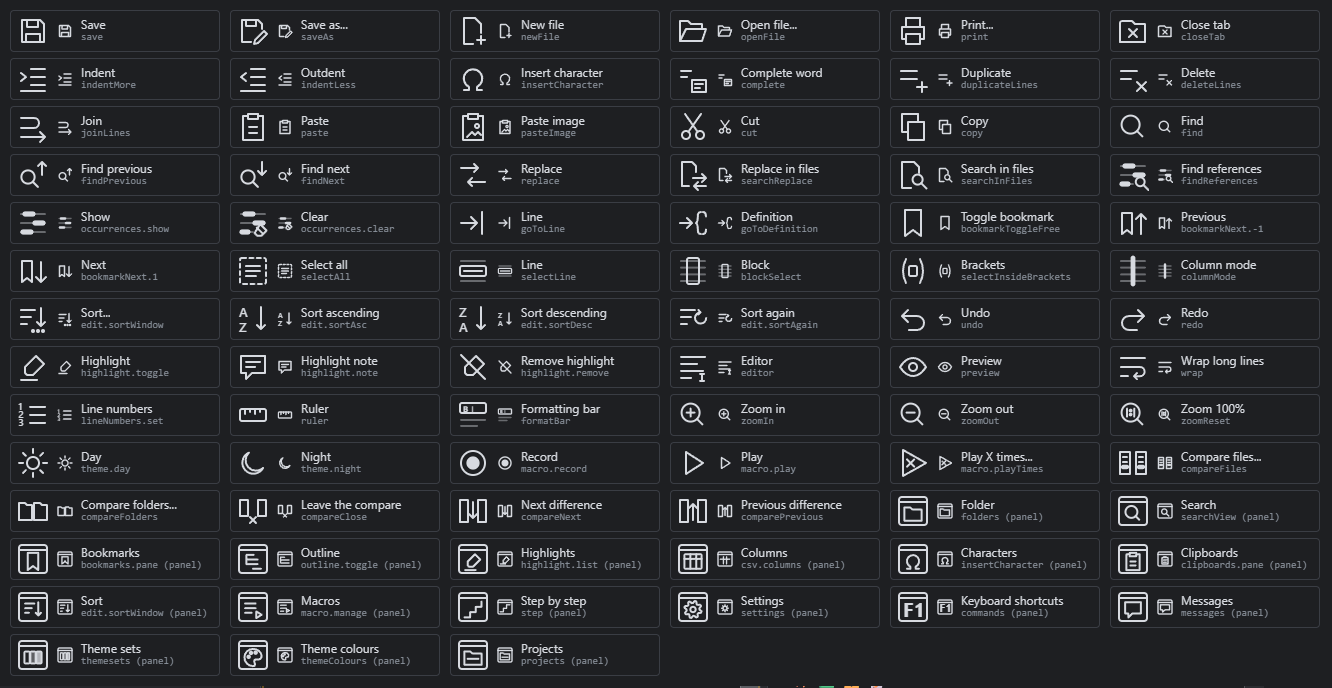 Save
save
Save as...
saveAs
New file
newFile
Open file...
openFile
Print...
print
Close tab
closeTab
Indent
indentMore
Outdent
indentLess
Insert character
insertCharacter
Complete word
complete
Duplicate
duplicateLines
Delete
deleteLines
Join
joinLines
Paste
paste
Paste image
pasteImage
Cut
cut
Copy
copy
Find
find
Find previous
findPrevious
Find next
findNext
Replace
replace
Replace in files
searchReplace
Search in files
searchInFiles
Find references
findReferences
Show
occurrences.show
Clear
occurrences.clear
Line
goToLine
Definition
goToDefinition
Toggle bookmark
bookmarkToggleFree
Previous
bookmarkNext.-1
Next
bookmarkNext.1
Select all
selectAll
Line
selectLine
Block
blockSelect
Brackets
selectInsideBrackets
Column mode
columnMode
Sort...
edit.sortWindow
A
Z
A
Z
Sort ascending
edit.sortAsc
Z
A
Z
A
Sort descending
edit.sortDesc
Sort again
edit.sortAgain
Undo
undo
Redo
redo
Highlight
highlight.toggle
Highlight note
highlight.note
Remove highlight
highlight.remove
Editor
editor
Preview
preview
Wrap long lines
wrap
1
2
3
Line numbers
lineNumbers.set
Ruler
ruler
B
Formatting bar
formatBar
Zoom in
zoomIn
Zoom out
zoomOut
Zoom 100%
zoomReset
Day
theme.day
Night
theme.night
Record
macro.record
Play
macro.play
Play X times...
macro.playTimes
Compare files...
compareFiles
Compare folders...
compareFolders
Leave the compare
compareClose
Next difference
compareNext
Previous difference
comparePrevious
Folder
folders (panel)
Search
searchView (panel)
Bookmarks
bookmarks.pane (panel)
Outline
outline.toggle (panel)
Highlights
highlight.list (panel)
Columns
csv.columns (panel)
Characters
insertCharacter (panel)
Clipboards
clipboards.pane (panel)
Sort
edit.sortWindow (panel)
Macros
macro.manage (panel)
Step by step
step (panel)
Settings
settings (panel)
F1
F1
Keyboard shortcuts
commands (panel)
Messages
messages (panel)
Theme sets
themesets (panel)
Theme colours
themeColours (panel)
Projects
projects (panel)